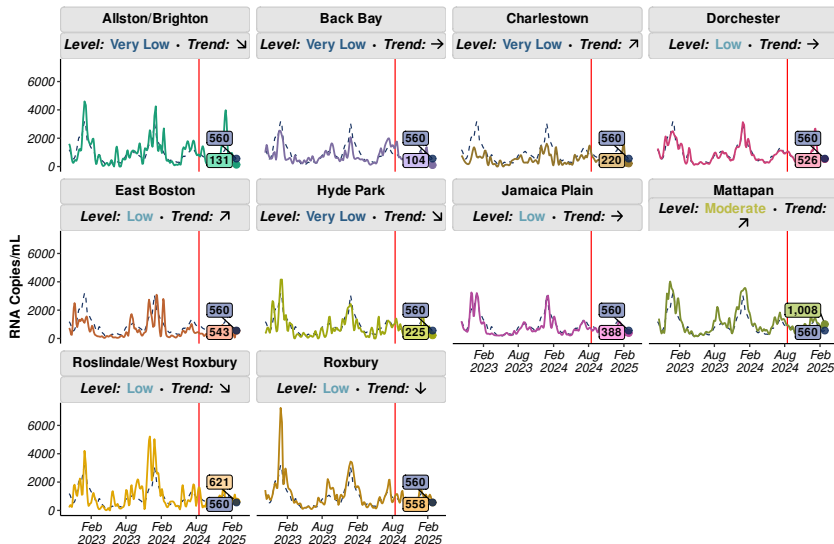 Allston/Brighton
Level: Very Low · Trend: ↘
560
131
Back Bay
Level: Very Low · Trend: →
560
104
Charlestown
Level: Very Low · Trend: ↗
560
220
Dorchester
Level: Low · Trend: →
560
526
6000
4000
2000
0
East Boston
Level: Low · Trend: ↗
560
543
Hyde Park
Level: Very Low · Trend: ↘
560
225
Jamaica Plain
Level: Low · Trend: →
560
388
Mattapan
Level: Moderate · Trend:
↗
1,008
560
6000
4000
2000
0
RNA Copies/mL
Feb
2023
Aug
2023
Feb
2024
Aug
2024
Feb
2025
Feb
2023
Aug
2023
Feb
2024
Aug
2024
Feb
2025
Roslindale/West Roxbury
Level: Low · Trend: ↘
621
560
Roxbury
Level: Low · Trend: ↓
560
558
6000
4000
2000
0
Feb
2023
Aug
2023
Feb
2024
Aug
2024
Feb
2025
Feb
2023
Aug
2023
Feb
2024
Aug
2024
Feb
2025